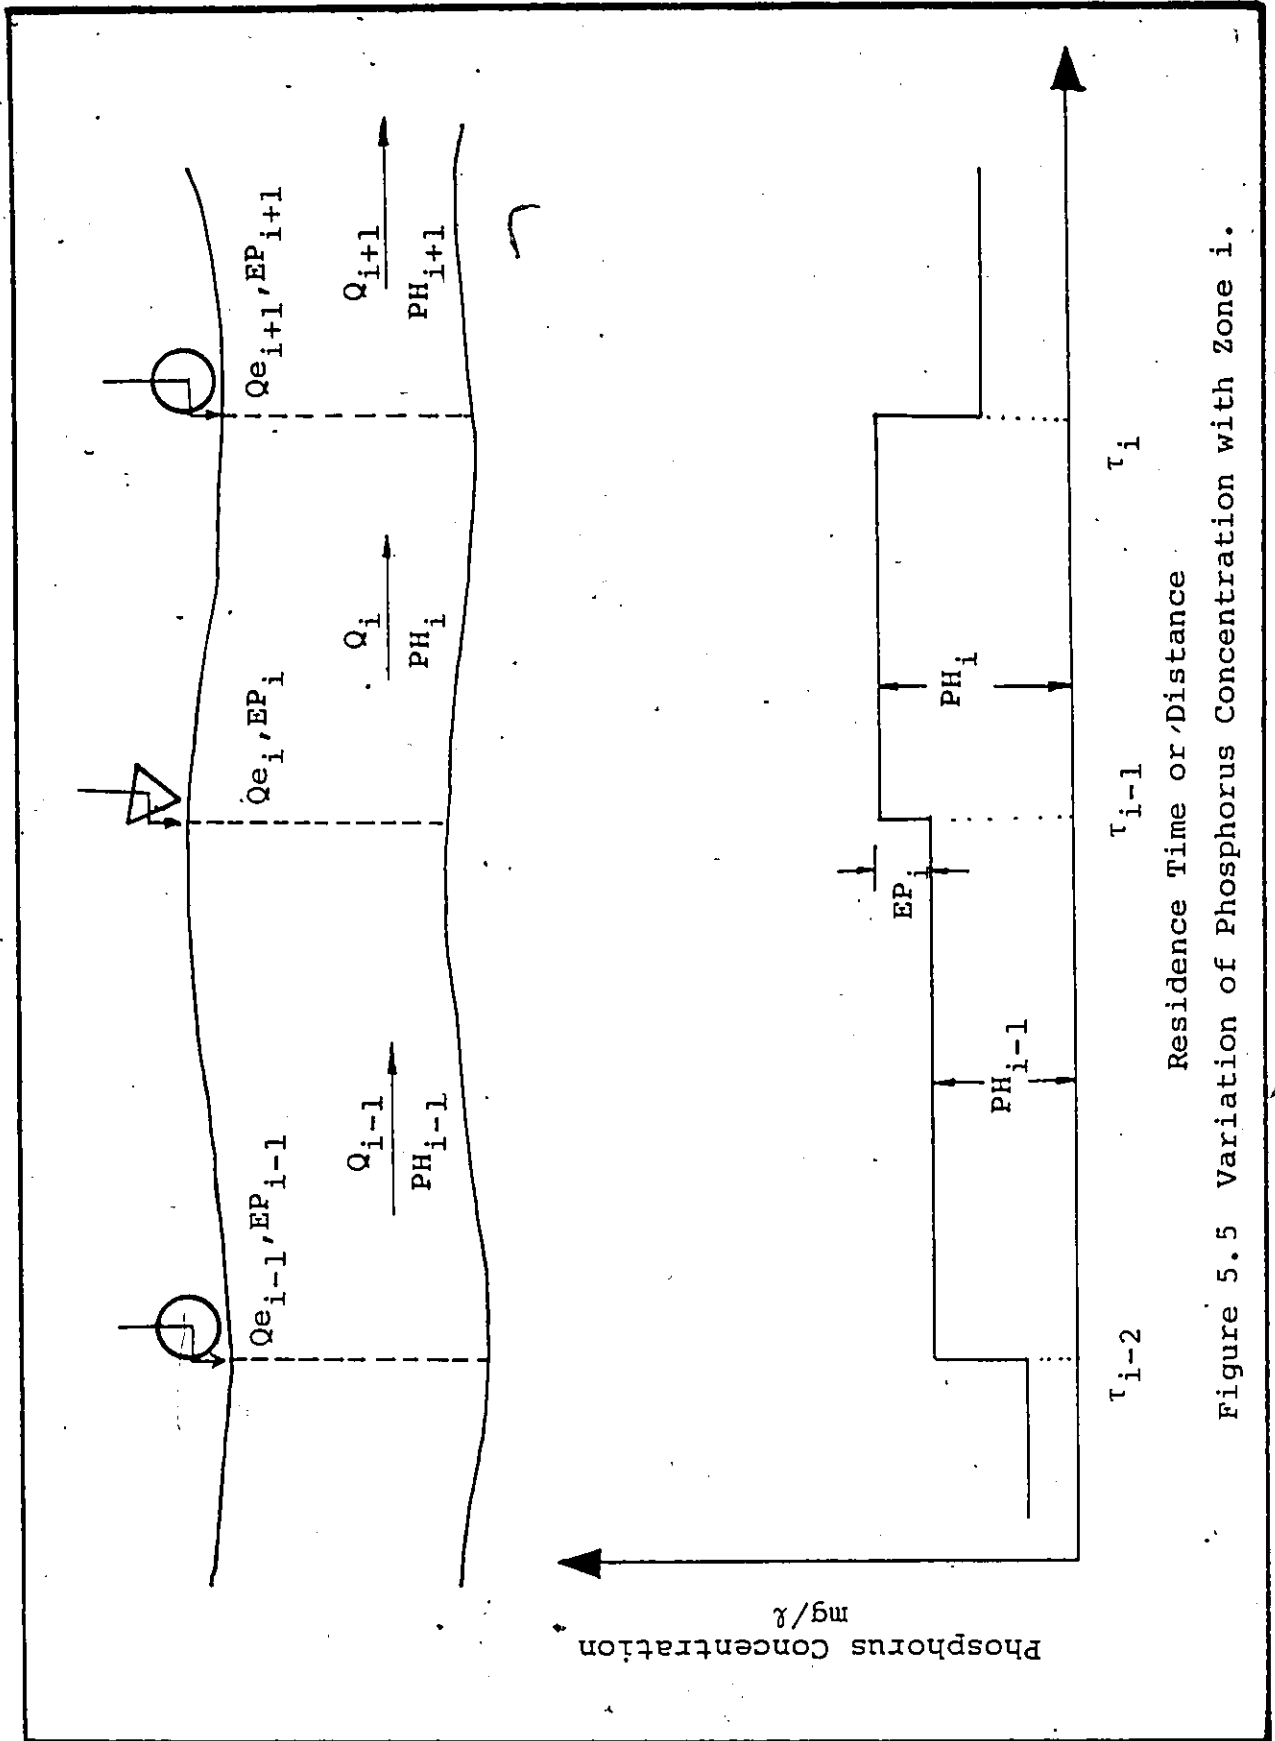 Qe_{i-1},EP_{i-1}
Qe_i,EP_i
Qe_{i+1},EP_{i+1}
Q_{i-1}
PH_{i-1}
Q_i
PH_i
Q_{i+1}
PH_{i+1}
Phosphorus Concentration
mg/ℓ
PH_{i-1}
EP_i
PH_i
τ_{i-2}
τ_{i-1}
τ_i
Residence Time or Distance
Figure 5.5 Variation of Phosphorus Concentration with Zone i.